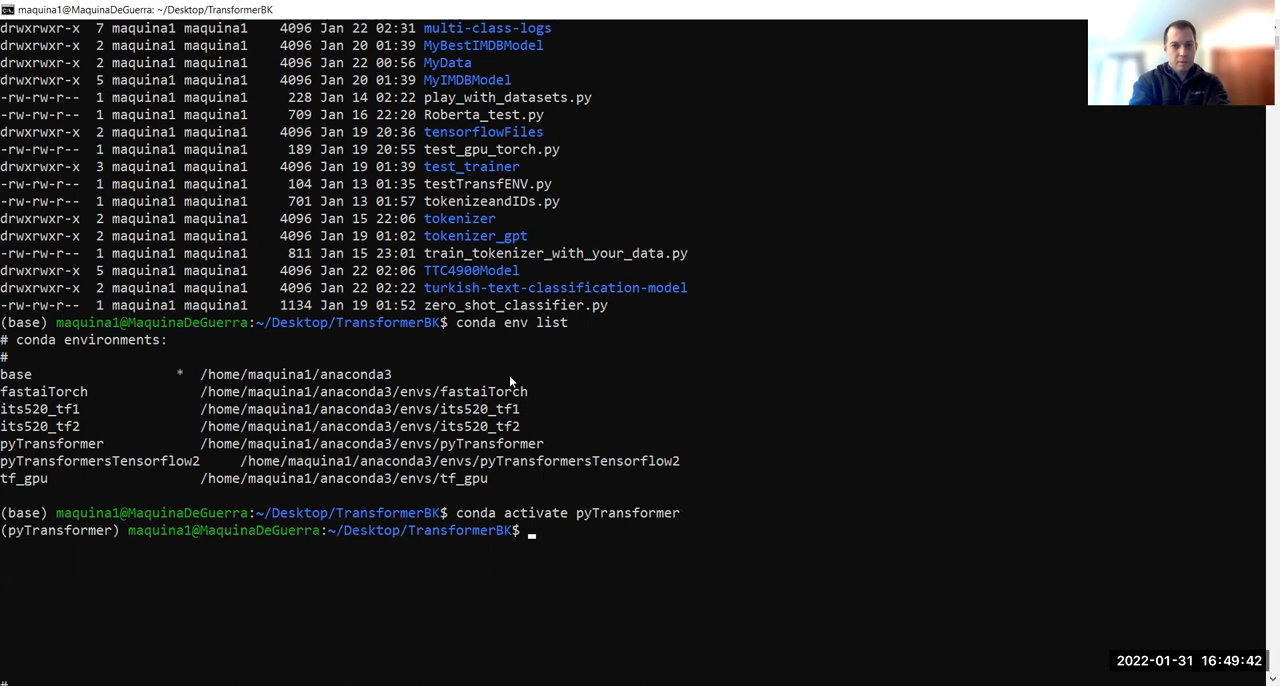 maquina1@MaquinaDeGuerra: ~/Desktop/TransformerBK
drwxrwxr-x 7 maquina1 maquina1 4096 Jan 22 02:31 multi-class-logs
drwxrwxr-x 2 maquina1 maquina1 4096 Jan 20 01:39 MyBestIMDBModel
drwxrwxr-x 2 maquina1 maquina1 4096 Jan 22 00:56 MyData
drwxrwxr-x 5 maquina1 maquina1 4096 Jan 20 01:39 MyIMDBModel
-rw-rw-r-- 1 maquina1 maquina1 228 Jan 14 02:22 play_with_datasets.py
-rw-rw-r-- 1 maquina1 maquina1 709 Jan 16 22:20 Roberta_test.py
drwxrwxr-x 2 maquina1 maquina1 4096 Jan 19 20:36 tensorflowFiles
-rw-rw-r-- 1 maquina1 maquina1 189 Jan 19 20:55 test_gpu_torch.py
drwxrwxr-x 3 maquina1 maquina1 4096 Jan 19 01:39 test_trainer
-rw-rw-r-- 1 maquina1 maquina1 104 Jan 13 01:35 testTransfENV.py
-rw-rw-r-- 1 maquina1 maquina1 701 Jan 13 01:57 tokenizeandIDs.py
drwxrwxr-x 2 maquina1 maquina1 4096 Jan 15 22:06 tokenizer
drwxrwxr-x 2 maquina1 maquina1 4096 Jan 19 01:02 tokenizer_gpt
-rw-rw-r-- 1 maquina1 maquina1 811 Jan 15 23:01 train_tokenizer_with_your_data.py
drwxrwxr-x 5 maquina1 maquina1 4096 Jan 22 02:06 TTC4900Model
drwxrwxr-x 2 maquina1 maquina1 4096 Jan 22 02:22 turkish-text-classification-model
-rw-rw-r-- 1 maquina1 maquina1 1134 Jan 19 01:52 zero_shot_classifier.py
(base) maquina1@MaquinaDeGuerra:~/Desktop/TransformerBK$ conda env list
# conda environments:
#
base * /home/maquina1/anaconda3
fastaiTorch /home/maquina1/anaconda3/envs/fastaiTorch
its520_tf1 /home/maquina1/anaconda3/envs/its520_tf1
its520_tf2 /home/maquina1/anaconda3/envs/its520_tf2
pyTransformer /home/maquina1/anaconda3/envs/pyTransformer
pyTransformersTensorflow2 /home/maquina1/anaconda3/envs/pyTransformersTensorflow2
tf_gpu /home/maquina1/anaconda3/envs/tf_gpu
(base) maquina1@MaquinaDeGuerra:~/Desktop/TransformerBK$ conda activate pyTransformer
(pyTransformer) maquina1@MaquinaDeGuerra:~/Desktop/TransformerBK$
2022-01-31 16:49:42
#